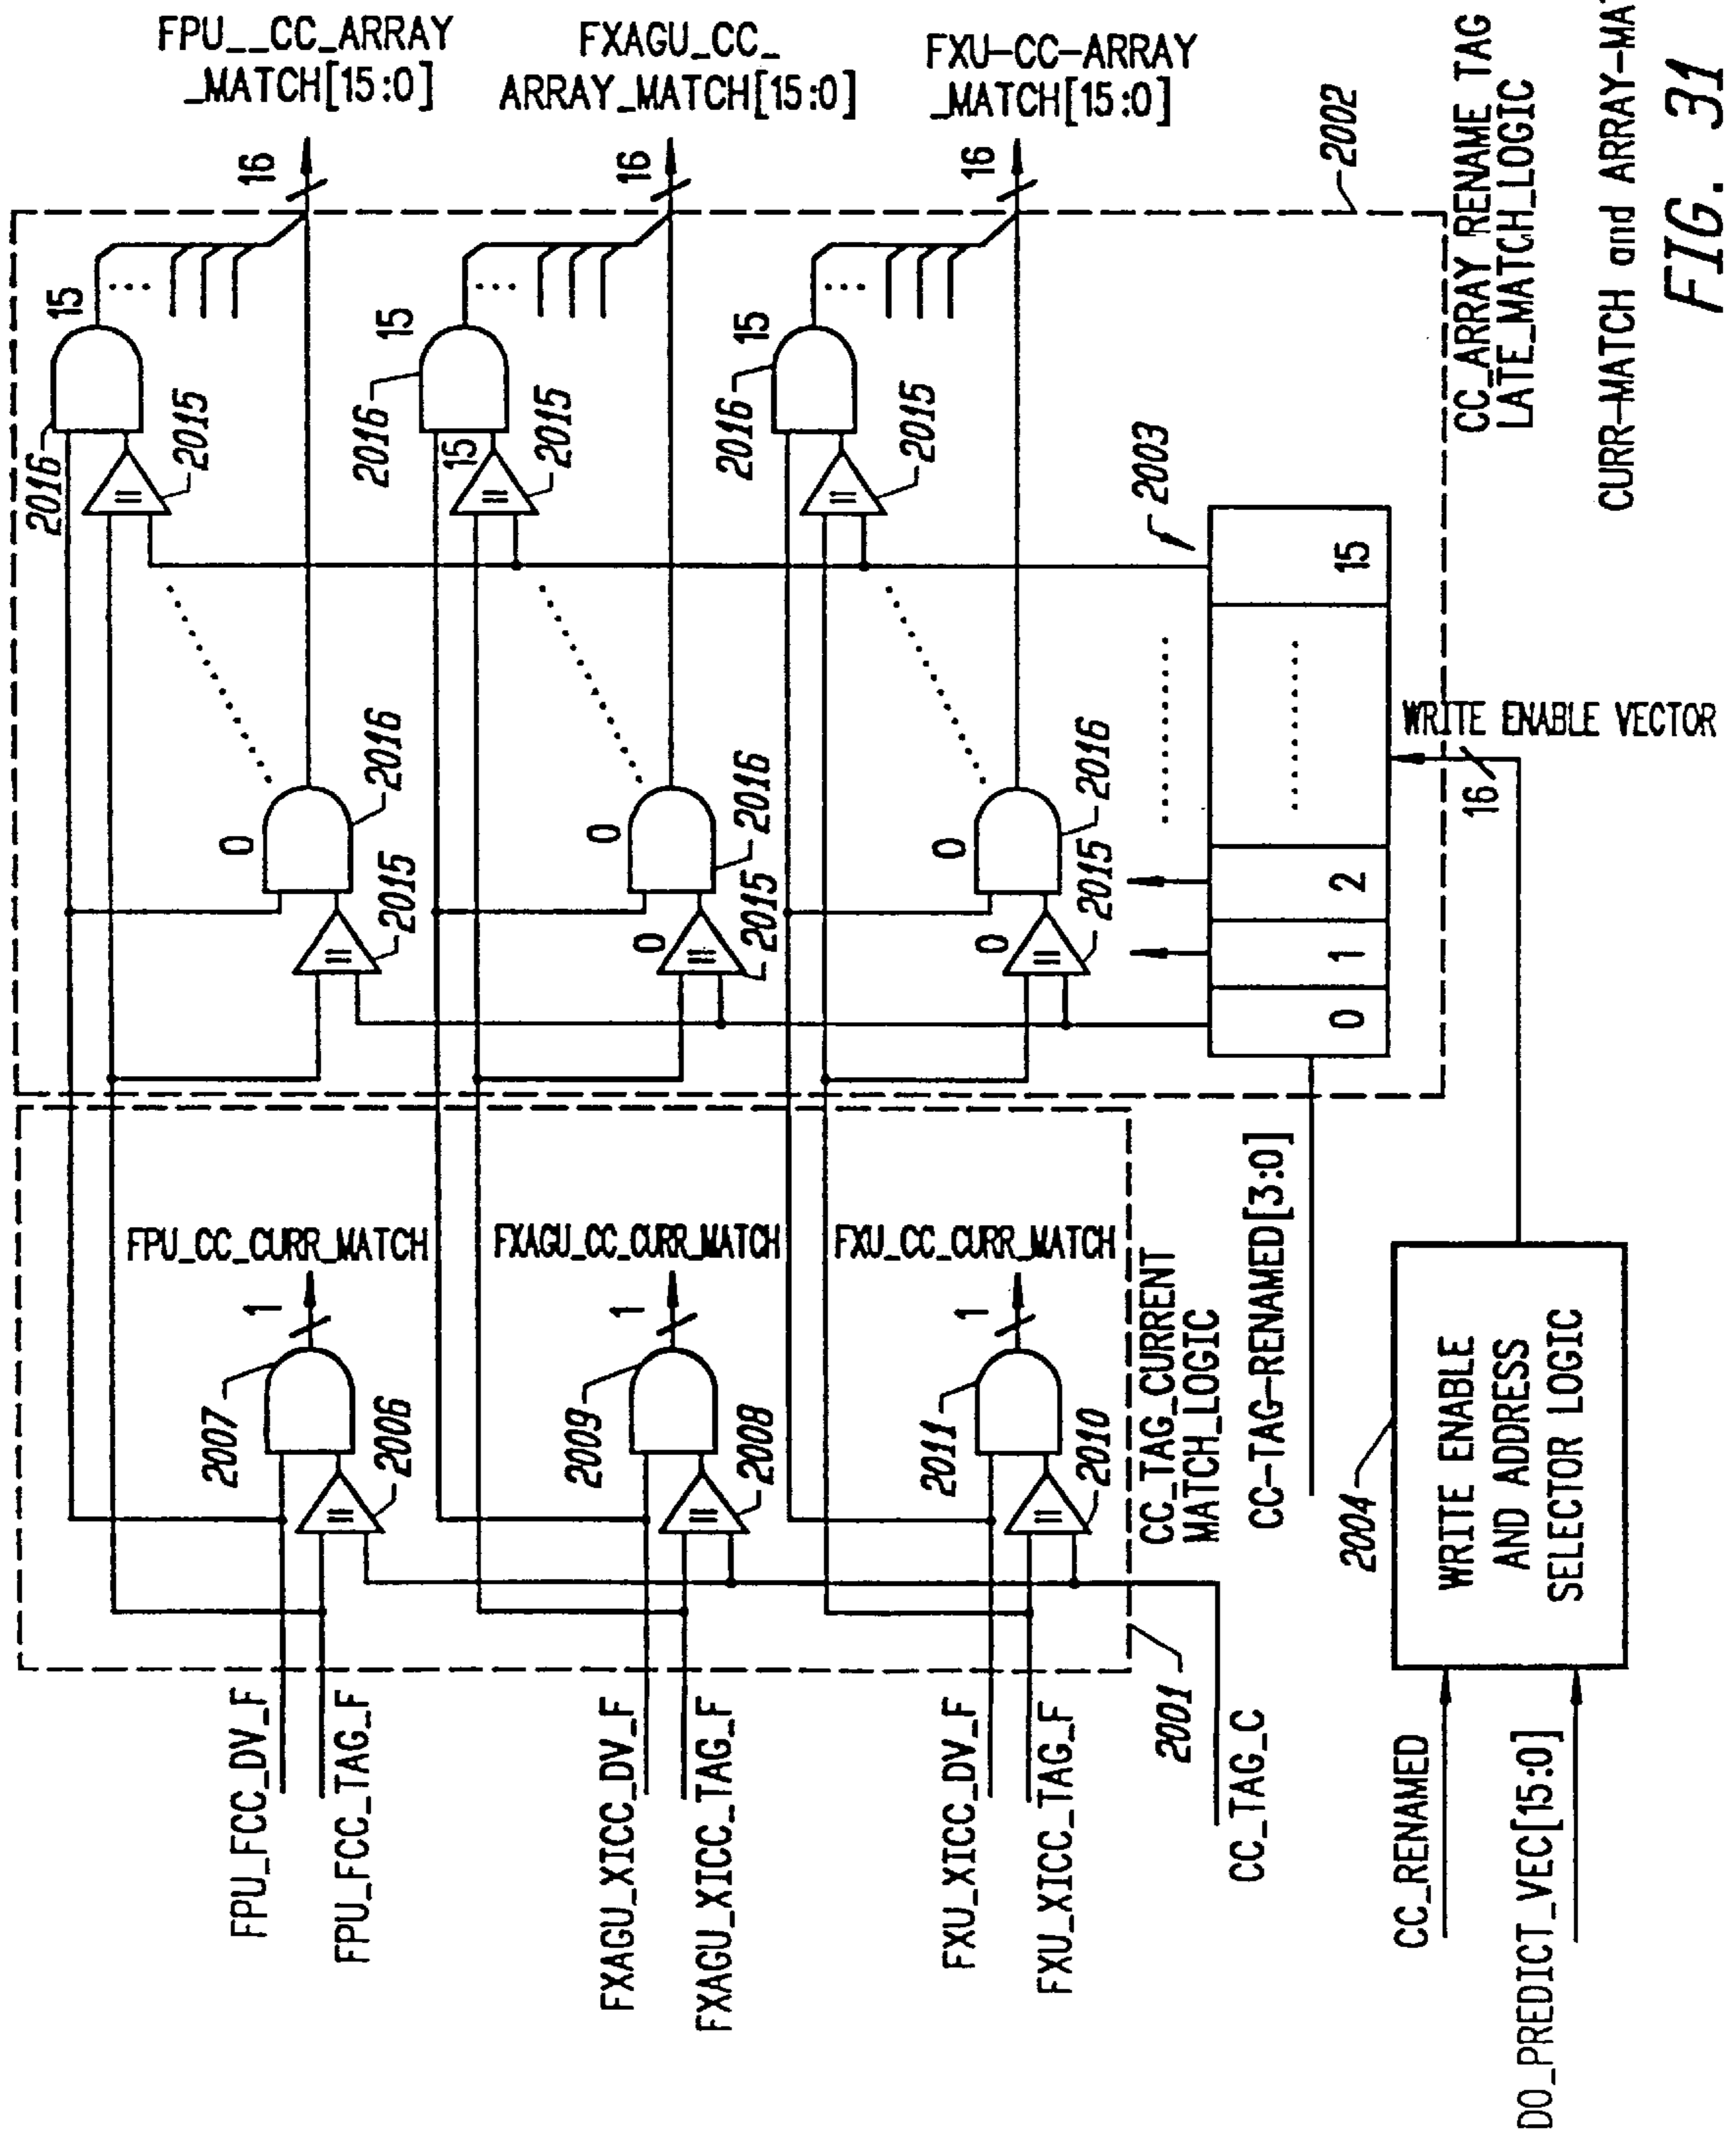 FPU__CC_ARRAY
_MATCH[15:0]
FXAGU_CC_
ARRAY_MATCH[15:0]
FXU-CC-ARRAY
_MATCH[15:0]
16
16
16
2002
15
15
15
2016
2016
2016
2015
15
2015
2015
2003
CC_ARRAY RENAME TAG
LATE_MATCH_LOGIC
CURR-MATCH and ARRAY-MA
FIG. 31
0
2016
2015
0
2016
0
2015
0
2016
0
2015
0
1
2
15
WRITE ENABLE VECTOR
16
FPU_CC_CURR_MATCH
FXAGU_CC_CURR_MATCH
FXU_CC_CURR_MATCH
1
1
1
2007
2006
2009
2008
2011
2010
CC_TAG_CURRENT
MATCH_LOGIC
CC-TAG-RENAMED[3:0]
2004
WRITE ENABLE
AND ADDRESS
SELECTOR LOGIC
2001
FPU_FCC_DV_F
FPU_FCC_TAG_F
FXAGU_XICC_DV_F
FXAGU_XICC_TAG_F
FXU_XICC_DV_F
FXU_XICC_TAG_F
CC_TAG_C
CC_RENAMED
DO_PREDICT_VEC[15:0]